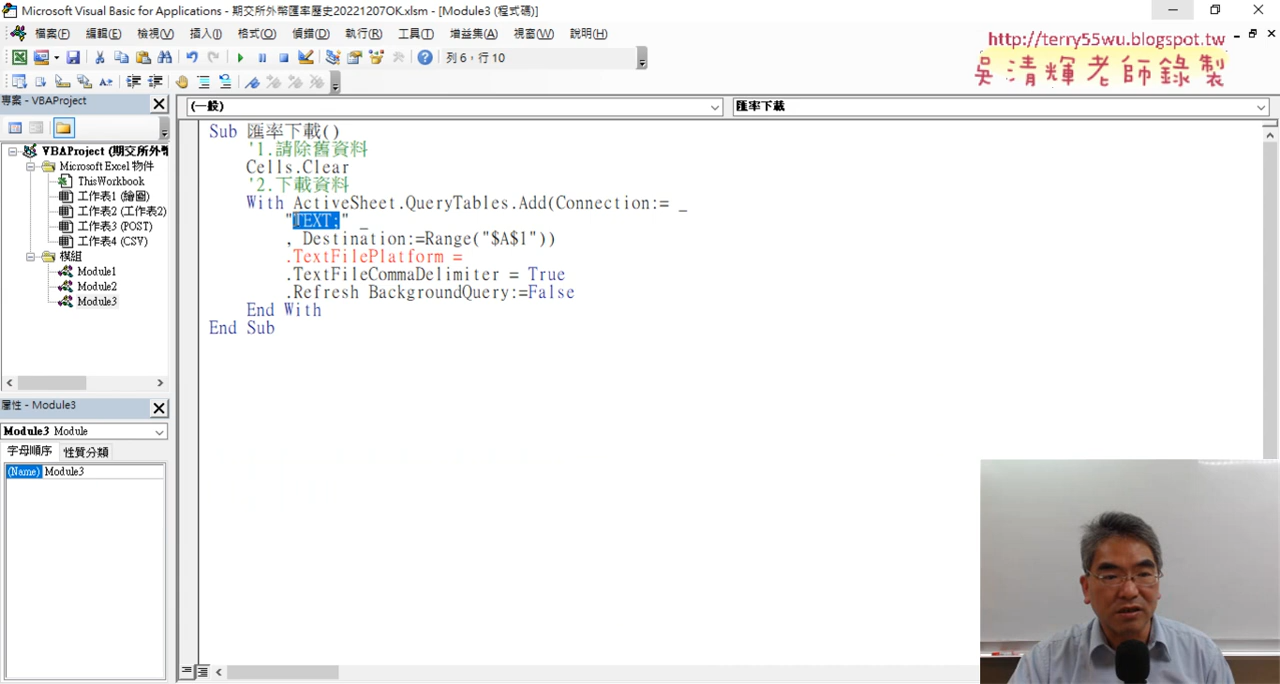 Microsoft Visual Basic for Applications - 期交所外幣匯率歷史20221207OK.xlsm - [Module3 (程式碼)]
檔案(F) 編輯(E) 檢視(V) 插入(I) 格式(O) 偵錯(D) 執行(R) 工具(T) 增益集(A) 視窗(W) 說明(H)
http://terry55wu.blogspot.tw
吳清輝老師錄製
列 6，行 10
專案 - VBAProject
(一般)
匯率下載
VBAProject (期交所外幣
Microsoft Excel 物件
ThisWorkbook
工作表1 (繪圖)
工作表2 (工作表2)
工作表3 (POST)
工作表4 (CSV)
模組
Module1
Module2
Module3
Sub 匯率下載()
'1.請除舊資料
Cells.Clear
'2.下載資料
With ActiveSheet.QueryTables.Add(Connection:= _
"TEXT;" _
, Destination:=Range("$A$1"))
.TextFilePlatform =
.TextFileCommaDelimiter = True
.Refresh BackgroundQuery:=False
End With
End Sub
屬性 - Module3
Module3 Module
字母順序 性質分類
(Name) Module3